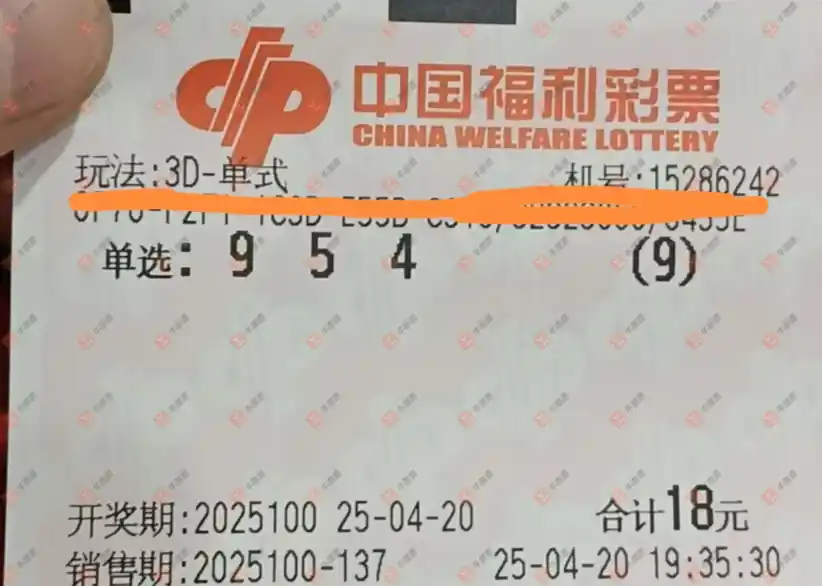 中国福利彩票
CHINA WELFARE LOTTERY
玩法:3D-单式 机号:15286242
单选: 9 5 4 (9)
开奖期:2025100 25-04-20 合计18元
销售期:2025100-137 25-04-20 19:35:30